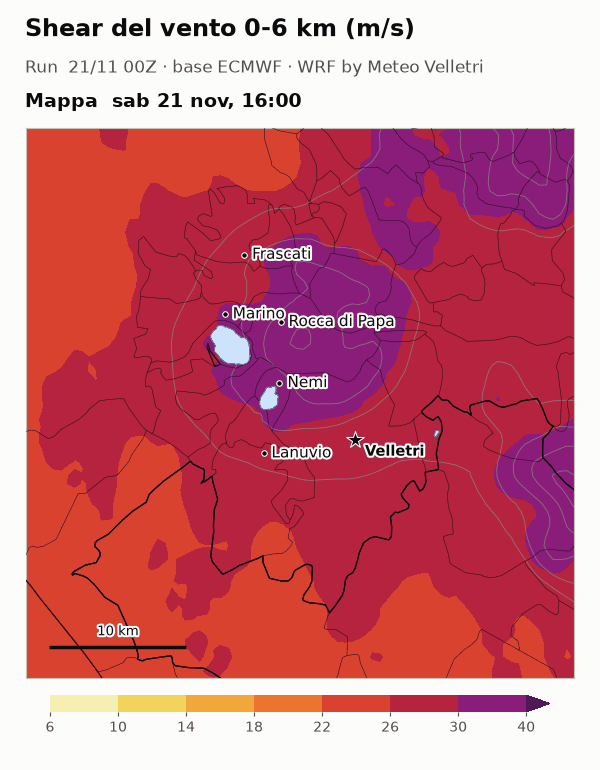 Shear del vento 0-6 km (m/s)
Run  21/11 00Z · base ECMWF · WRF by Meteo Velletri
Mappa  sab 21 nov, 16:00
Frascati
Marino
Rocca di Papa
Nemi
Velletri
Lanuvio
10 km
6 10 14 18 22 26 30 40